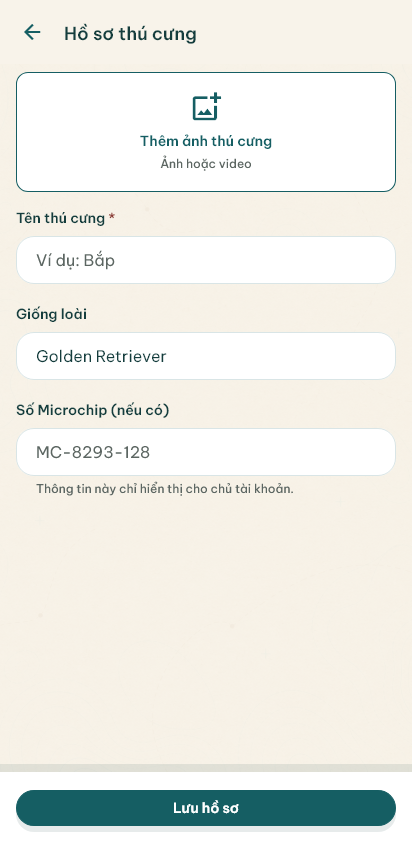 Hồ sơ thú cưng
Thêm ảnh thú cưng
Ảnh hoặc video
Tên thú cưng *
Ví dụ: Bắp
Giống loài
Golden Retriever
Số Microchip (nếu có)
MC-8293-128
Thông tin này chỉ hiển thị cho chủ tài khoản.
Lưu hồ sơ